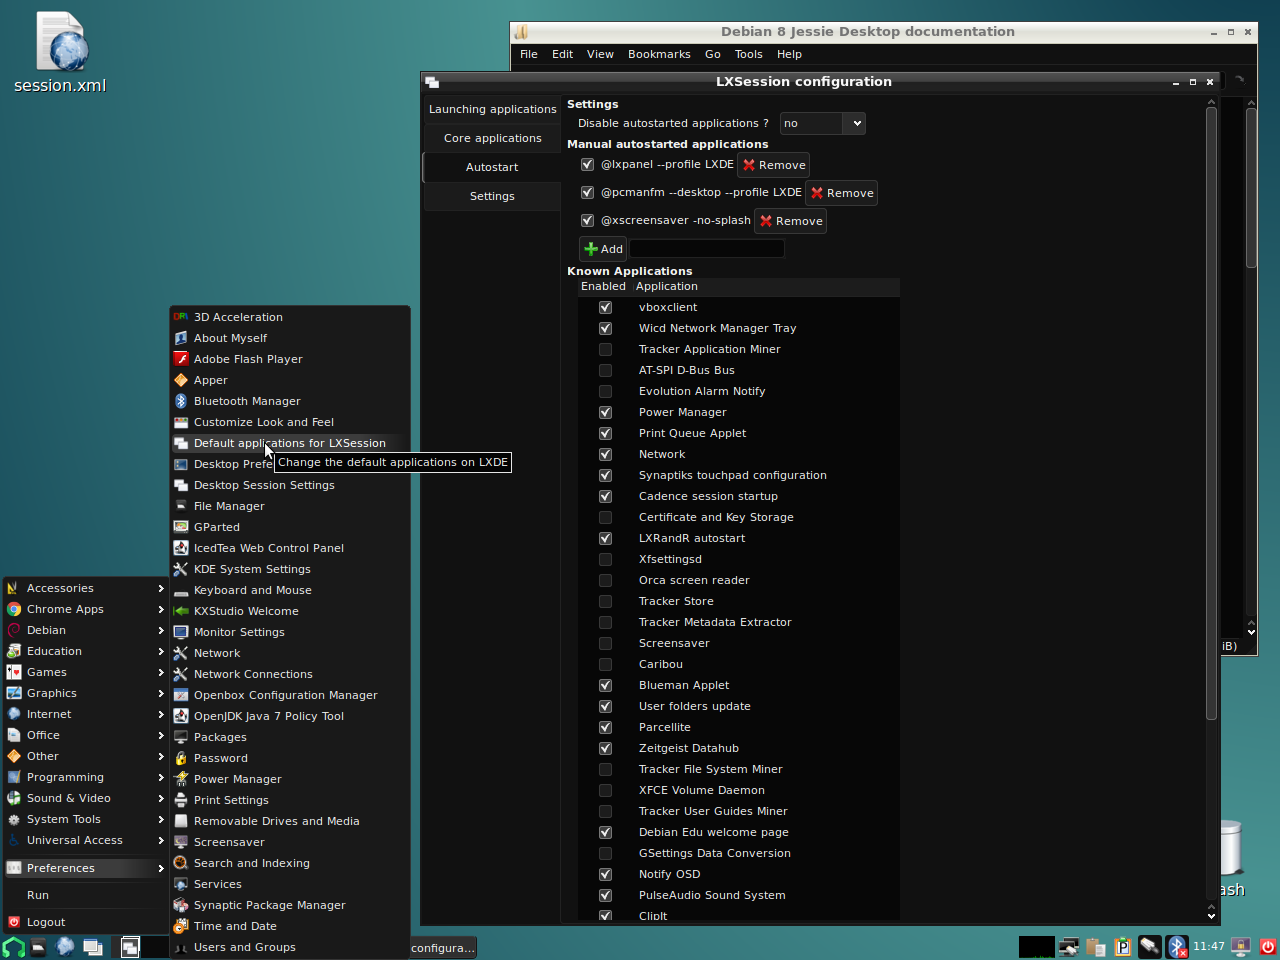 session.xml
Debian 8 Jessie Desktop documentation
File Edit View Bookmarks Go Tools Help
LXSession configuration
Launching applications
Core applications
Autostart
Settings
Settings
Disable autostarted applications ? no
Manual autostarted applications
@lxpanel --profile LXDE Remove
@pcmanfm --desktop --profile LXDE Remove
@xscreensaver -no-splash Remove
Add
Known Applications
Enabled Application
vboxclient
Wicd Network Manager Tray
Tracker Application Miner
AT-SPI D-Bus Bus
Evolution Alarm Notify
Power Manager
Print Queue Applet
Network
Synaptiks touchpad configuration
Cadence session startup
Certificate and Key Storage
LXRandR autostart
Xfsettingsd
Orca screen reader
Tracker Store
Tracker Metadata Extractor
Screensaver
Caribou
Blueman Applet
User folders update
Parcellite
Zeitgeist Datahub
Tracker File System Miner
XFCE Volume Daemon
Tracker User Guides Miner
Debian Edu welcome page
GSettings Data Conversion
Notify OSD
PulseAudio Sound System
ClipIt
iB)
ash
3D Acceleration
About Myself
Adobe Flash Player
Apper
Bluetooth Manager
Customize Look and Feel
Default applications for LXSession
Desktop Prefe
Change the default applications on LXDE
Desktop Session Settings
File Manager
GParted
IcedTea Web Control Panel
KDE System Settings
Keyboard and Mouse
KXStudio Welcome
Monitor Settings
Network
Network Connections
Openbox Configuration Manager
OpenJDK Java 7 Policy Tool
Packages
Password
Power Manager
Print Settings
Removable Drives and Media
Screensaver
Search and Indexing
Services
Synaptic Package Manager
Time and Date
Users and Groups
Accessories
Chrome Apps
Debian
Education
Games
Graphics
Internet
Office
Other
Programming
Sound & Video
System Tools
Universal Access
Preferences
Run
Logout
configura...
11:47